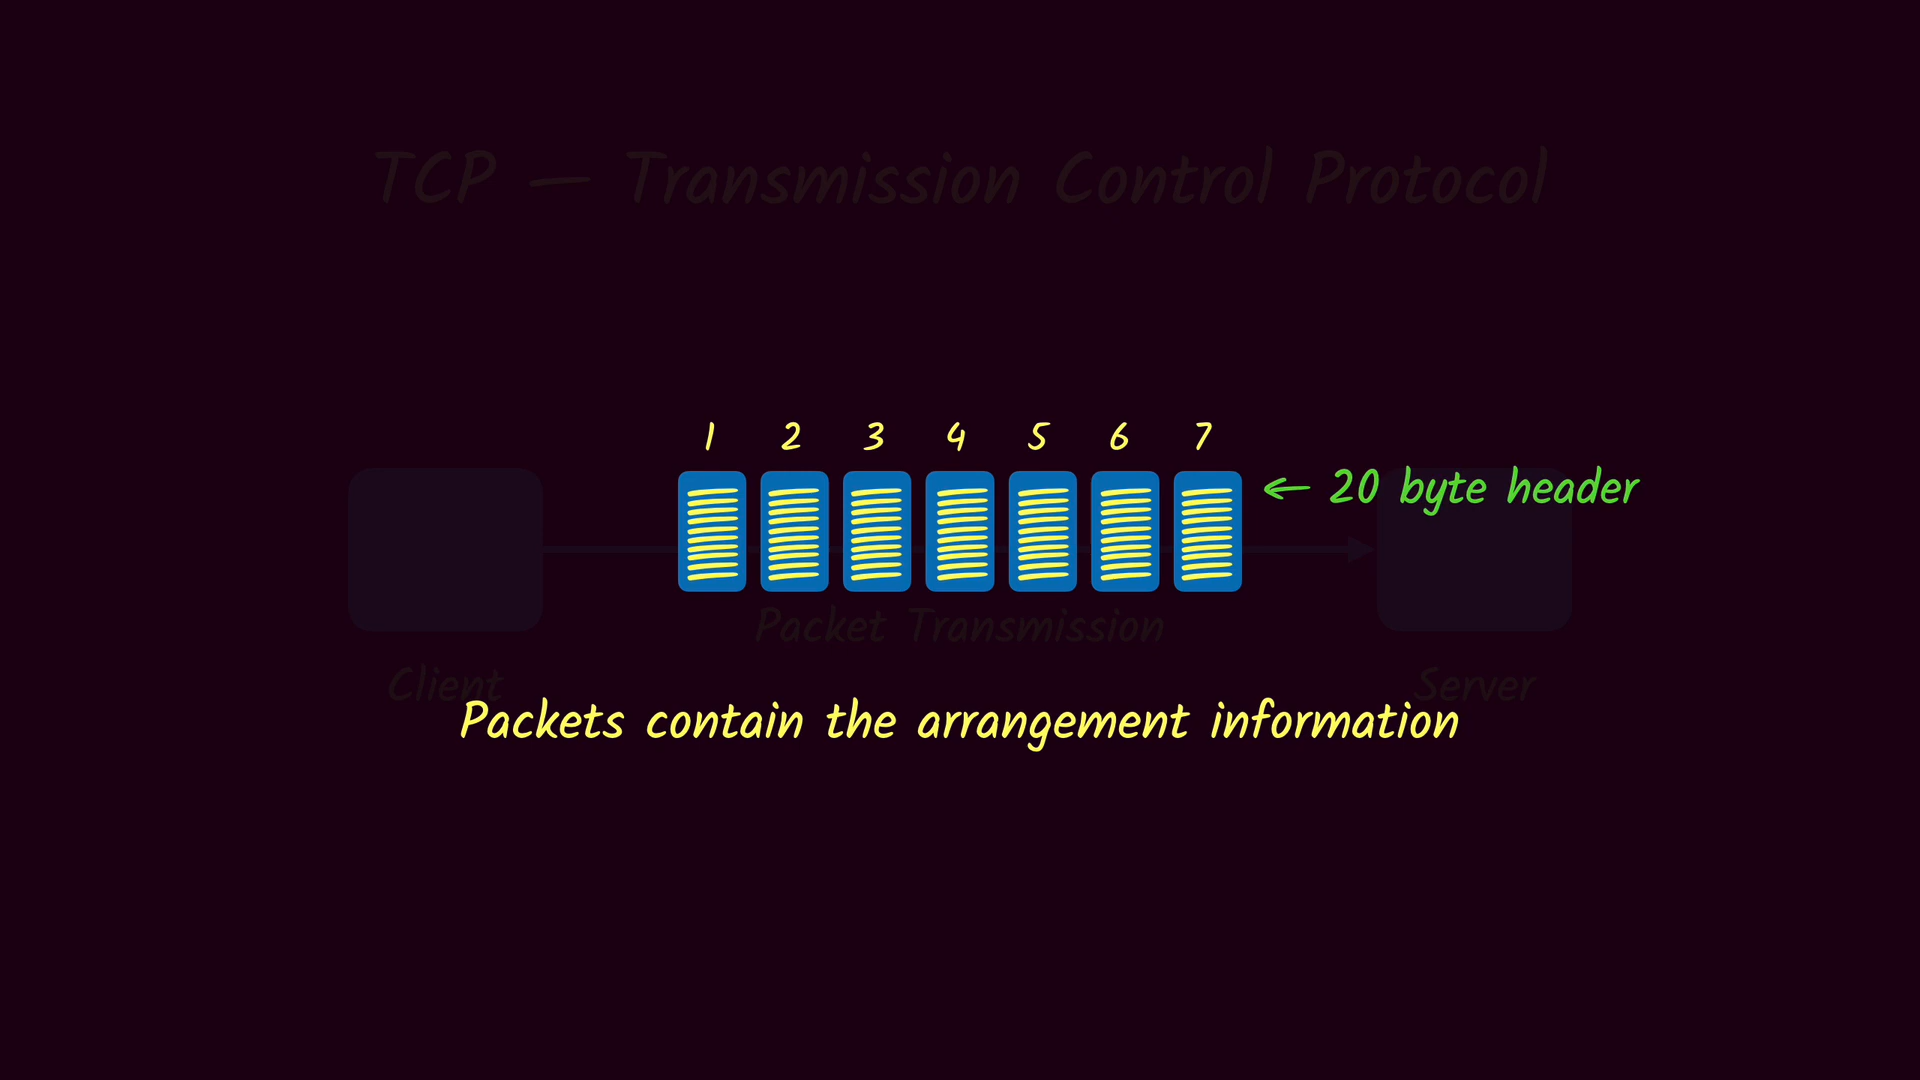 TCP — Transmission Control Protocol
1 2 3 4 5 6 7
← 20 byte header
Packet Transmission
Client
Server
Packets contain the arrangement information